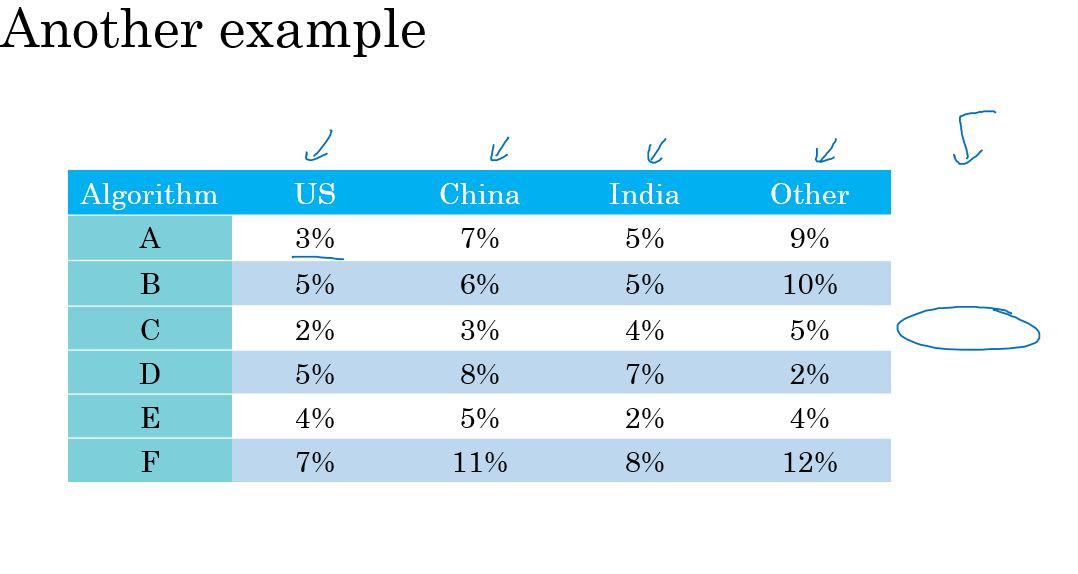 Another example
Algorithm US China India Other
A 3% 7% 5% 9%
B 5% 6% 5% 10%
C 2% 3% 4% 5%
D 5% 8% 7% 2%
E 4% 5% 2% 4%
F 7% 11% 8% 12%